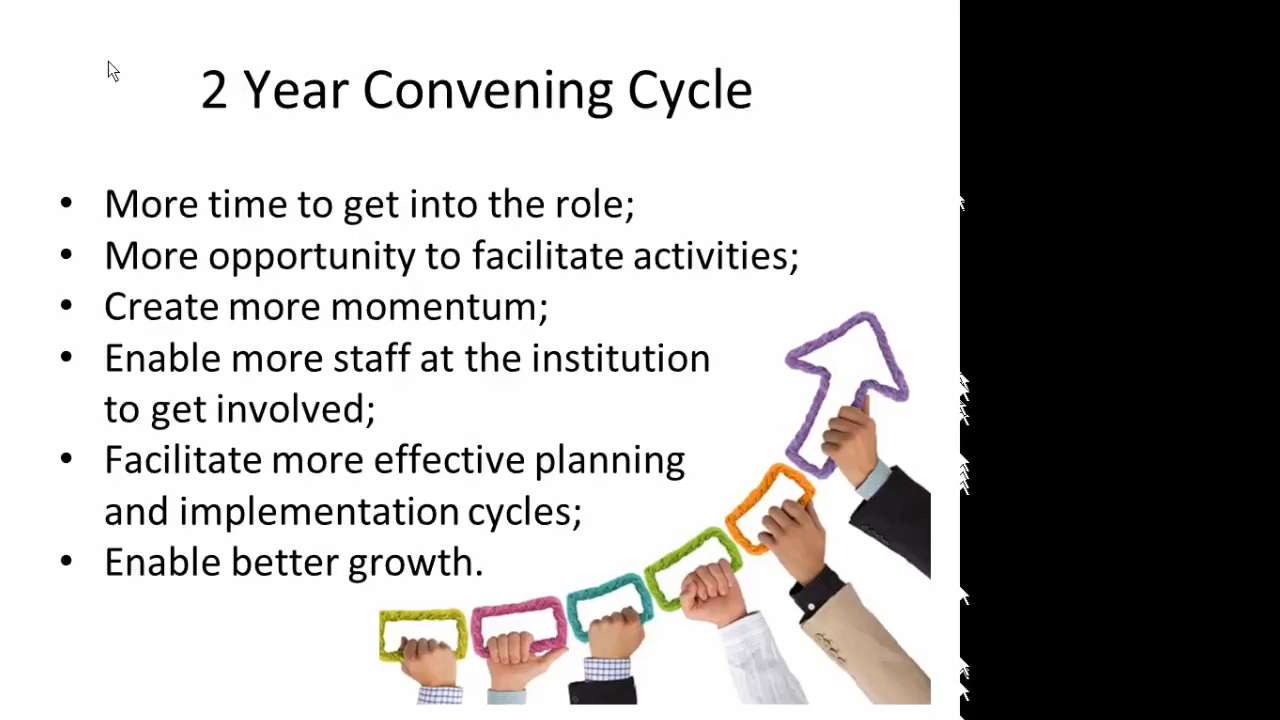 2 Year Convening Cycle
• More time to get into the role;
• More opportunity to facilitate activities;
• Create more momentum;
• Enable more staff at the institution
to get involved;
• Facilitate more effective planning
and implementation cycles;
• Enable better growth.